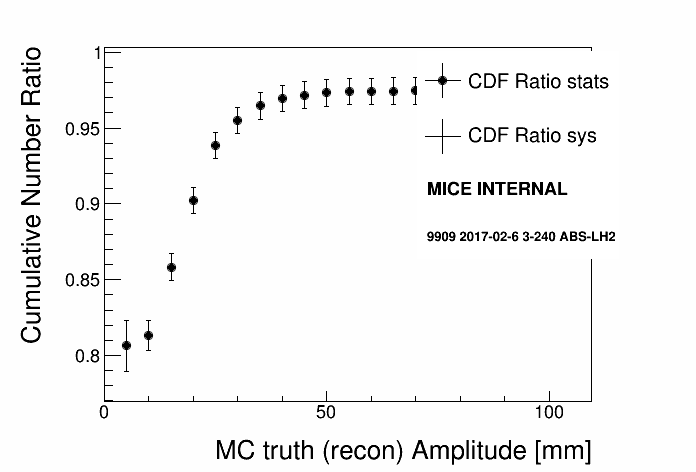 1
0.95
0.9
0.85
0.8
0
50
100
Cumulative Number Ratio
MC truth (recon) Amplitude [mm]
CDF Ratio stats
CDF Ratio sys
MICE INTERNAL
9909 2017-02-6 3-240 ABS-LH2